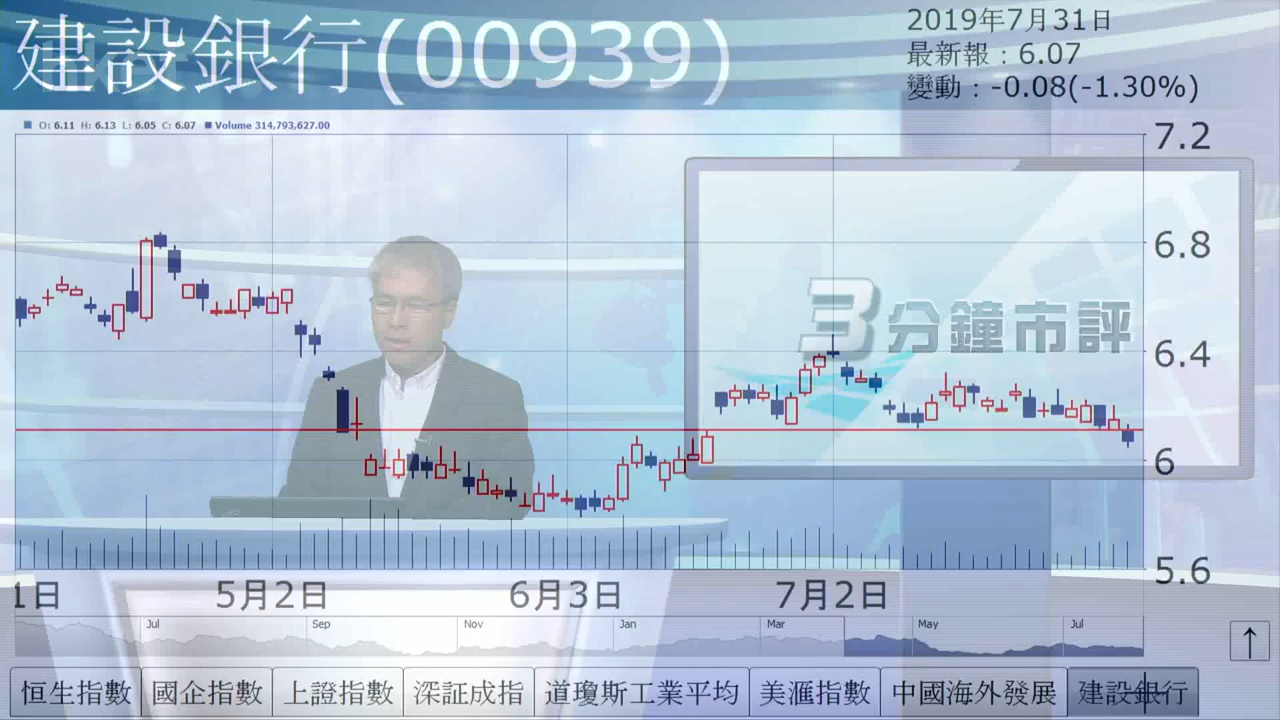 建設銀行(00939)
2019年7月31日
最新報：6.07
變動：-0.08(-1.30%)
O: 6.11 H: 6.13 L: 6.05 C: 6.07 Volume 314,793,627.00
7.2
6.8
3分鐘市評
6.4
6
5.6
1日 5月2日 6月3日 7月2日
Jul Sep Nov Jan Mar May Jul
↑
恒生指數 國企指數 上證指數 深証成指 道瓊斯工業平均 美滙指數 中國海外發展 建設銀行